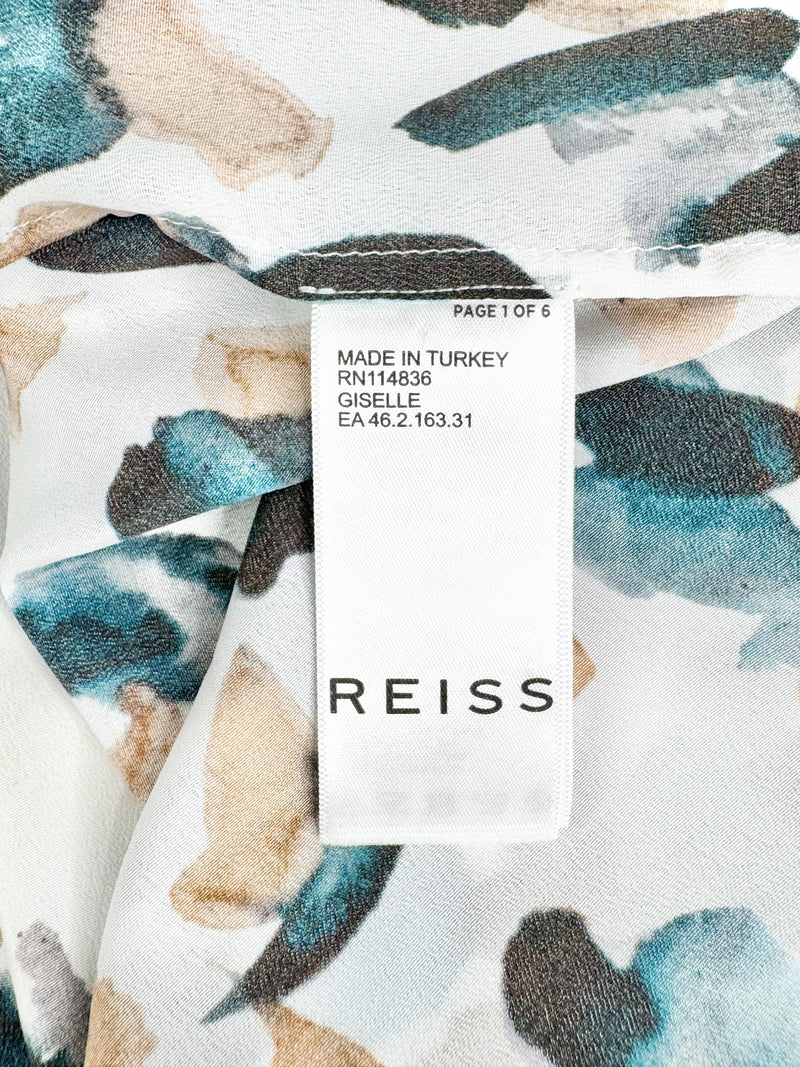 PAGE 1 OF 6
MADE IN TURKEY
RN114836
GISELLE
EA 46.2.163.31
REISS